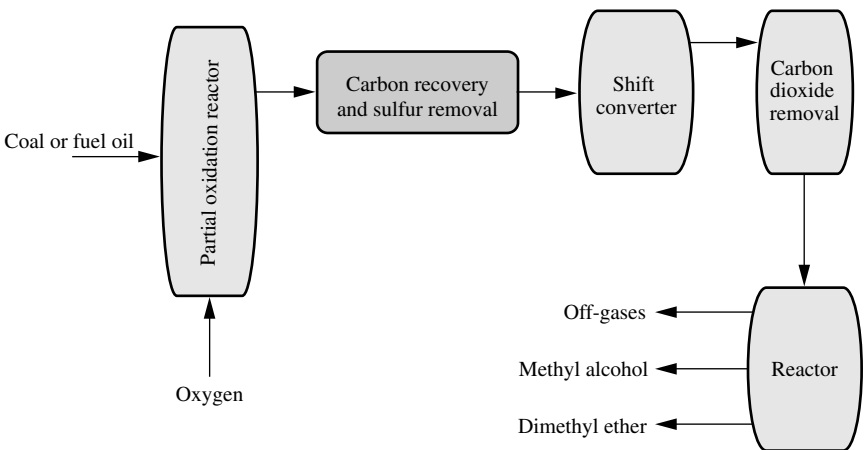 Coal or fuel oil
Partial oxidation reactor
Oxygen
Carbon recovery
and sulfur removal
Shift
converter
Carbon
dioxide
removal
Off-gases
Methyl alcohol
Dimethyl ether
Reactor